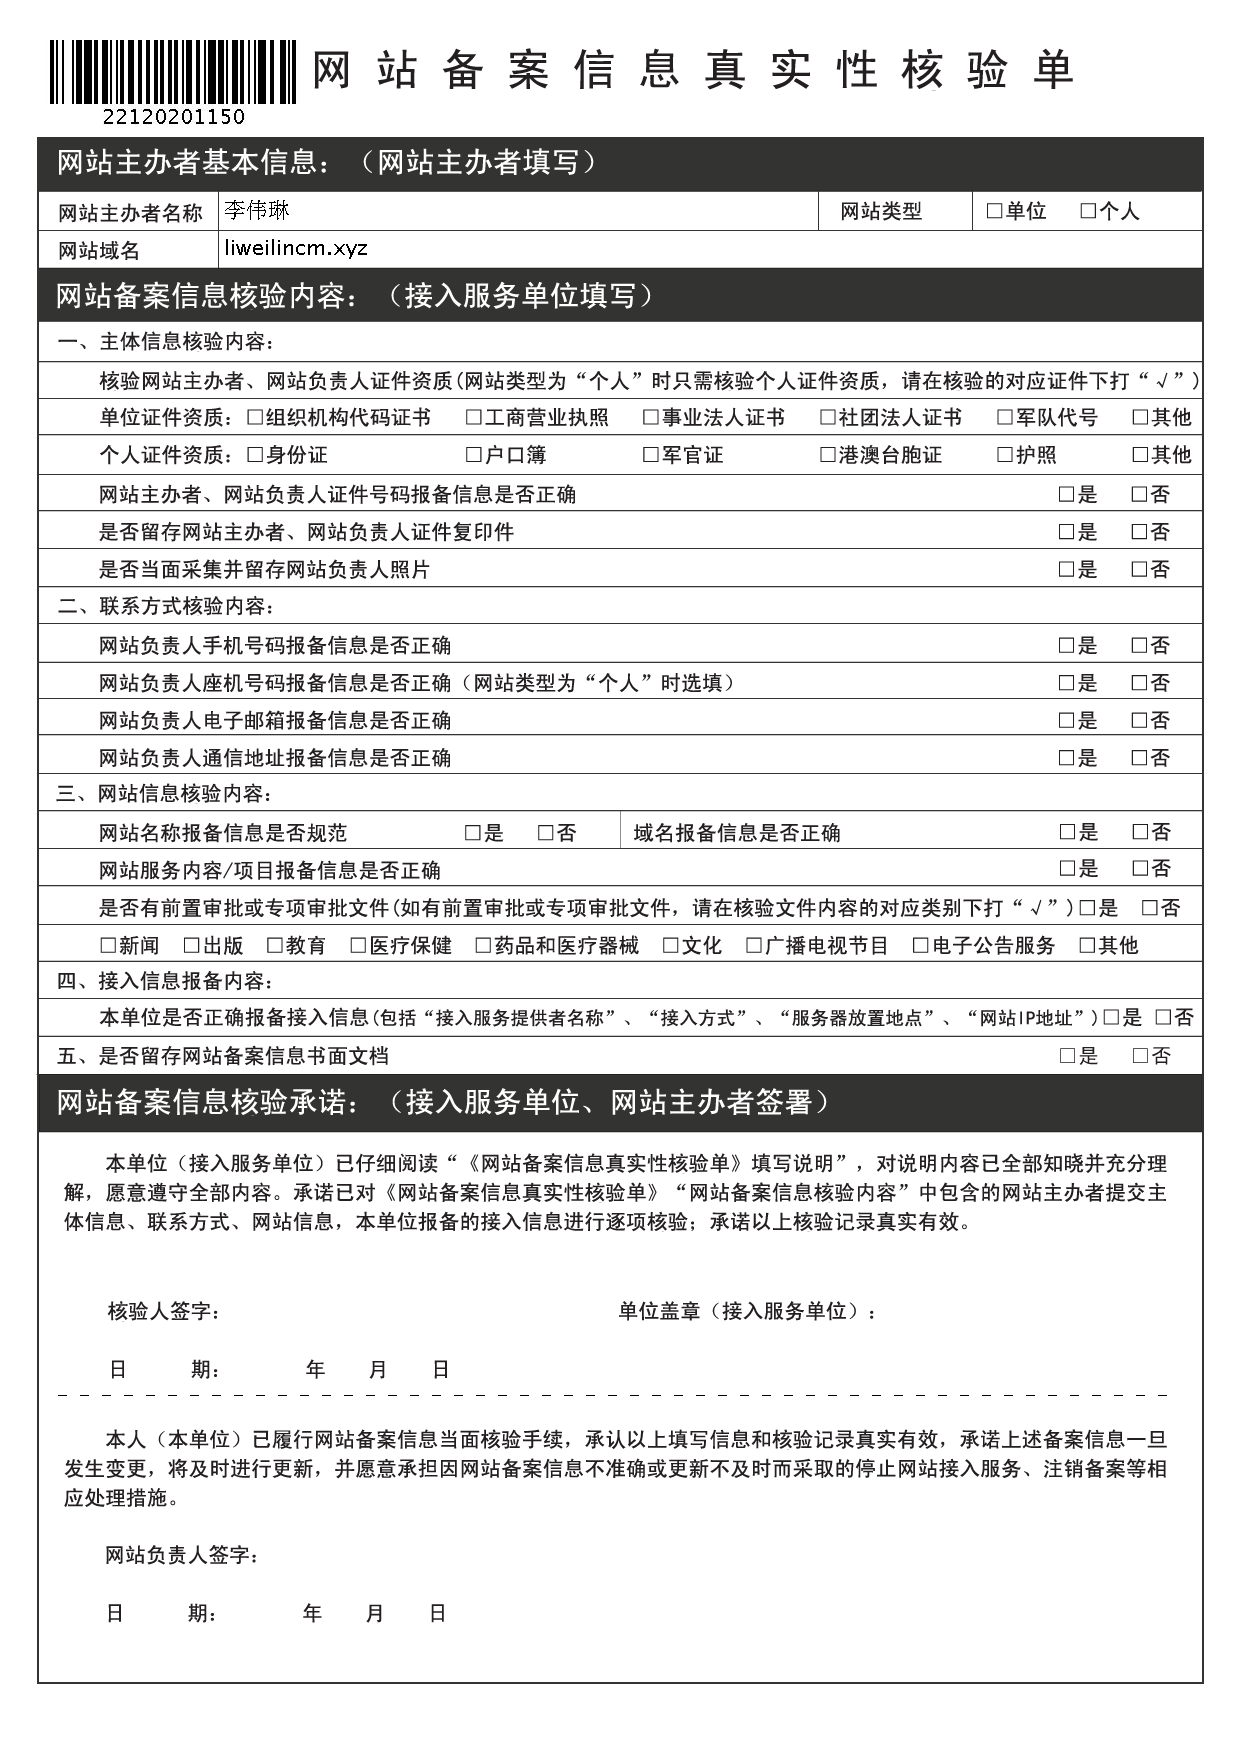 网站备案信息真实性核验单
22120201150
网站主办者基本信息：（网站主办者填写）
网站主办者名称 李伟琳 网站类型 □单位 □个人
网站域名 liweilincm.xyz
网站备案信息核验内容：（接入服务单位填写）
一、主体信息核验内容：
核验网站主办者、网站负责人证件资质(网站类型为“个人”时只需核验个人证件资质，请在核验的对应证件下打“√”)
单位证件资质：□组织机构代码证书 □工商营业执照 □事业法人证书 □社团法人证书 □军队代号 □其他
个人证件资质：□身份证 □户口簿 □军官证 □港澳台胞证 □护照 □其他
网站主办者、网站负责人证件号码报备信息是否正确 □是 □否
是否留存网站主办者、网站负责人证件复印件 □是 □否
是否当面采集并留存网站负责人照片 □是 □否
二、联系方式核验内容：
网站负责人手机号码报备信息是否正确 □是 □否
网站负责人座机号码报备信息是否正确（网站类型为“个人”时选填） □是 □否
网站负责人电子邮箱报备信息是否正确 □是 □否
网站负责人通信地址报备信息是否正确 □是 □否
三、网站信息核验内容：
网站名称报备信息是否规范 □是 □否 域名报备信息是否正确 □是 □否
网站服务内容/项目报备信息是否正确 □是 □否
是否有前置审批或专项审批文件(如有前置审批或专项审批文件，请在核验文件内容的对应类别下打“√”)□是 □否
□新闻 □出版 □教育 □医疗保健 □药品和医疗器械 □文化 □广播电视节目 □电子公告服务 □其他
四、接入信息报备内容：
本单位是否正确报备接入信息(包括“接入服务提供者名称”、“接入方式”、“服务器放置地点”、“网站IP地址”)□是 □否
五、是否留存网站备案信息书面文档 □是 □否
网站备案信息核验承诺：（接入服务单位、网站主办者签署）
本单位（接入服务单位）已仔细阅读“《网站备案信息真实性核验单》填写说明”，对说明内容已全部知晓并充分理
解，愿意遵守全部内容。承诺已对《网站备案信息真实性核验单》“网站备案信息核验内容”中包含的网站主办者提交主
体信息、联系方式、网站信息，本单位报备的接入信息进行逐项核验；承诺以上核验记录真实有效。
核验人签字： 单位盖章（接入服务单位）：
日 期： 年 月 日
本人（本单位）已履行网站备案信息当面核验手续，承认以上填写信息和核验记录真实有效，承诺上述备案信息一旦
发生变更，将及时进行更新，并愿意承担因网站备案信息不准确或更新不及时而采取的停止网站接入服务、注销备案等相
应处理措施。
网站负责人签字：
日 期： 年 月 日